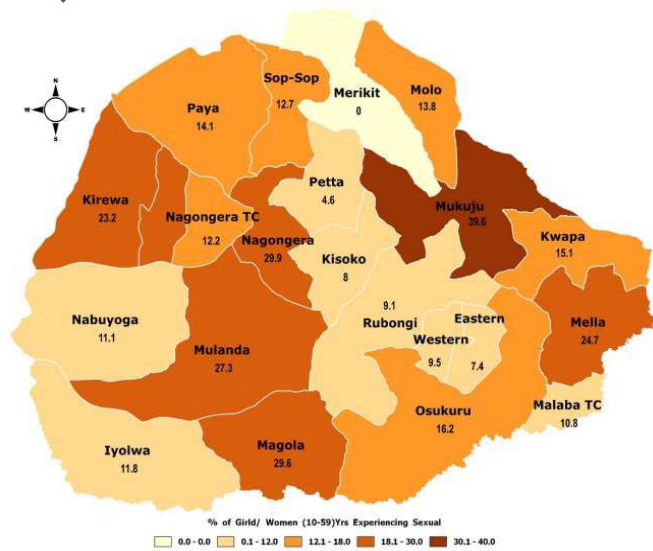 N
W E
S
Sop-Sop
12.7
Merikit
0
Molo
13.8
Paya
14.1
Petta
4.6
Kirewa
23.2
Mukuju
39.6
Nagongera TC
12.2
Nagongera
29.9
Kwapa
15.1
Kisoko
8
9.1
Rubongi
Nabuyoga
11.1
Eastern
7.4
Western
9.5
Mella
24.7
Mulanda
27.3
Osukuru
16.2
Malaba TC
10.8
Iyolwa
11.8
Magola
29.6
% of Girld/ Women (10-59)Yrs Experiencing Sexual
0.0 - 0.0 0.1 - 12.0 12.1 - 18.0 18.1 - 30.0 30.1 - 40.0